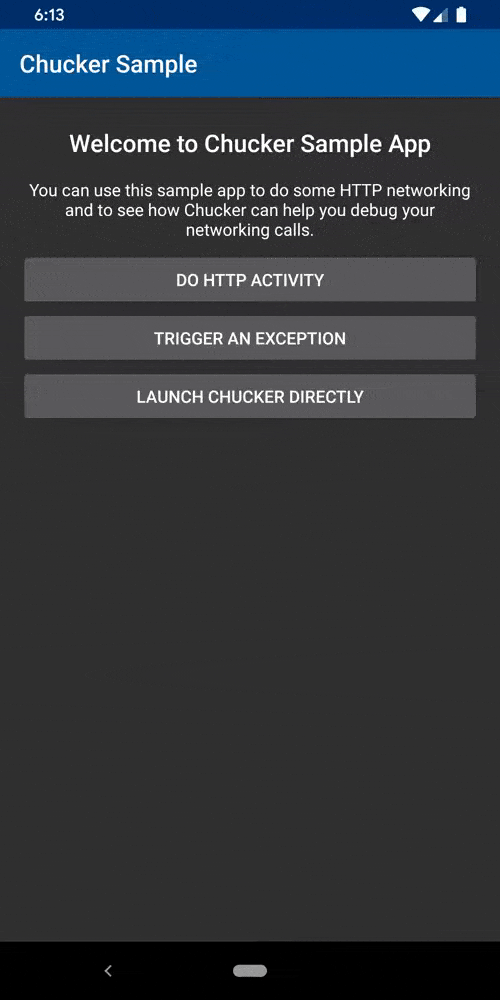 6:13
Chucker Sample
Welcome to Chucker Sample App
You can use this sample app to do some HTTP networking
and to see how Chucker can help you debug your
networking calls.
DO HTTP ACTIVITY
TRIGGER AN EXCEPTION
LAUNCH CHUCKER DIRECTLY